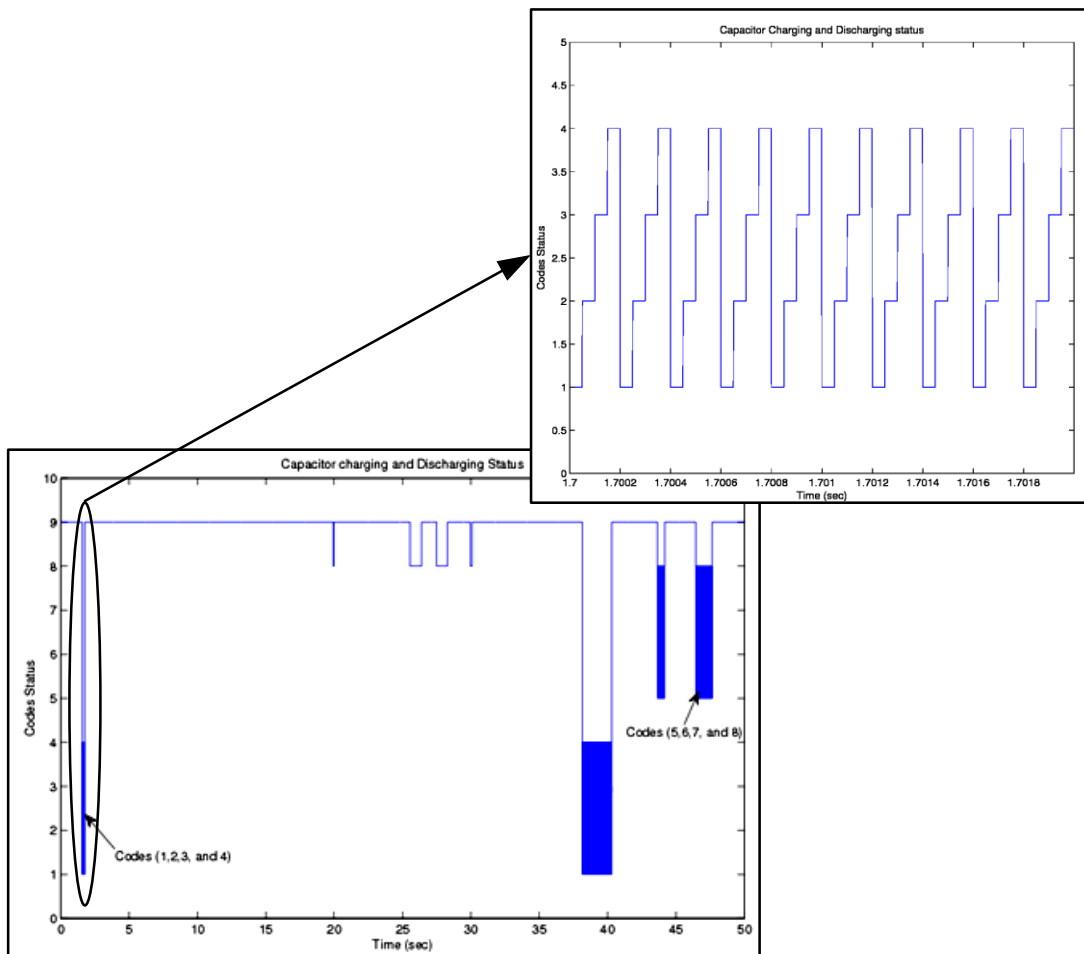 Capacitor Charging and Discharging status
5
4.5
4
3.5
3
2.5
2
1.5
1
0.5
0
Codes Status
1.7 1.7002 1.7004 1.7006 1.7008 1.701 1.7012 1.7014 1.7016 1.7018
Time (sec)
Capacitor charging and Discharging Status
10
9
8
7
6
5
4
3
2
1
0
Codes Status
Codes (5,6,7, and 8)
Codes (1,2,3, and 4)
0 5 10 15 20 25 30 35 40 45 50
Time (sec)